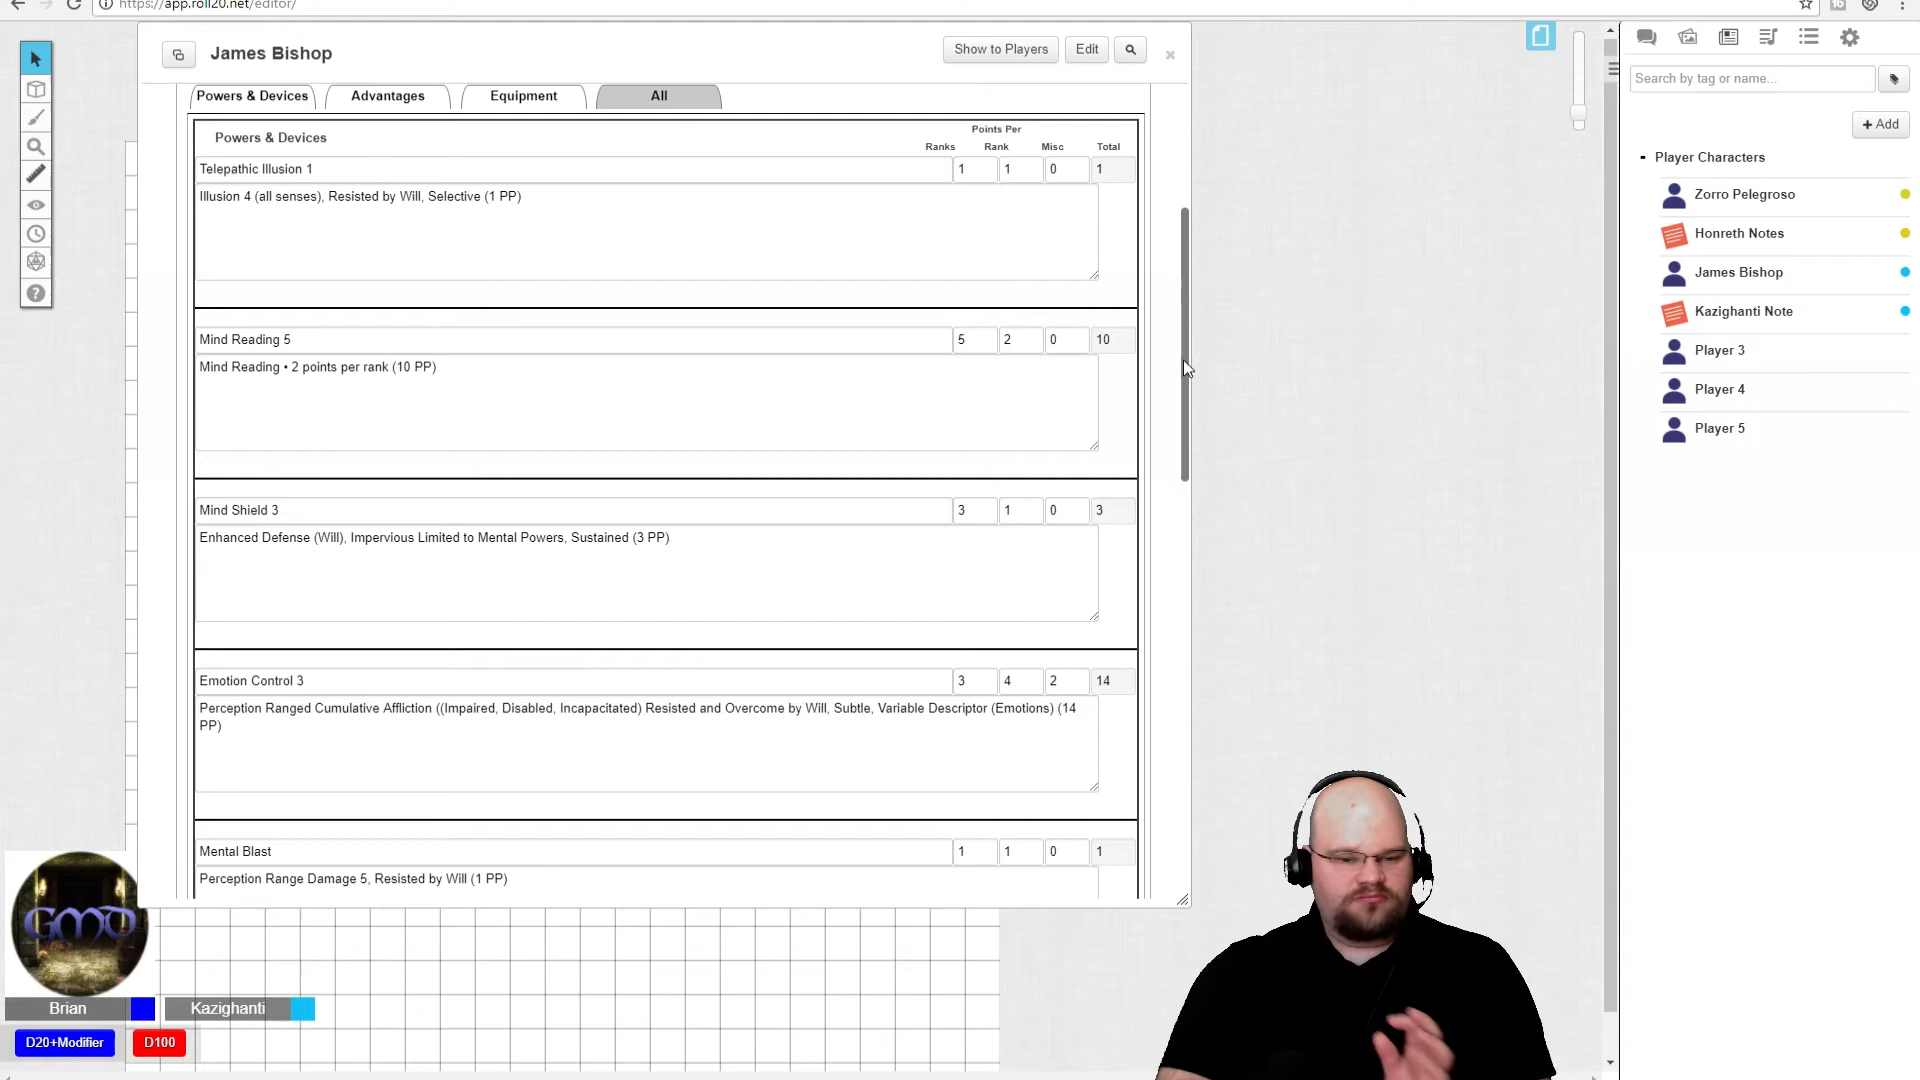 https://app.roll20.net/editor/
James Bishop
Show to Players
Edit
Powers & Devices
Advantages
Equipment
All
Powers & Devices
Points Per
Ranks
Rank
Misc
Total
Telepathic Illusion 1
1
1
0
1
Illusion 4 (all senses), Resisted by Will, Selective (1 PP)
Mind Reading 5
5
2
0
10
Mind Reading • 2 points per rank (10 PP)
Mind Shield 3
3
1
0
3
Enhanced Defense (Will), Impervious Limited to Mental Powers, Sustained (3 PP)
Emotion Control 3
3
4
2
14
Perception Ranged Cumulative Affliction ((Impaired, Disabled, Incapacitated) Resisted and Overcome by Will, Subtle, Variable Descriptor (Emotions) (14
PP)
Mental Blast
1
1
0
1
Perception Range Damage 5, Resisted by Will (1 PP)
Search by tag or name...
+ Add
Player Characters
Zorro Pelegroso
Honreth Notes
James Bishop
Kazighanti Note
Player 3
Player 4
Player 5
GMD
Brian
Kazighanti
D20+Modifier
D100